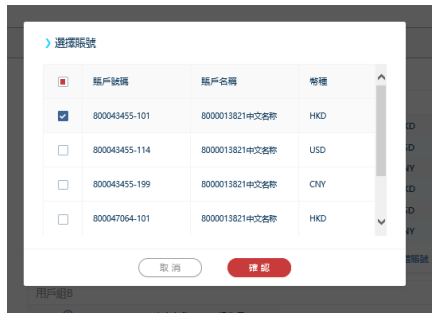 選擇賬號
賬戶號碼 賬戶名稱 幣種
800043455-101 8000013821中文名称 HKD
800043455-114 8000013821中文名称 USD
800043455-199 8000013821中文名称 CNY
800047064-101 8000013821中文名称 HKD
取消 確認
用戶組B